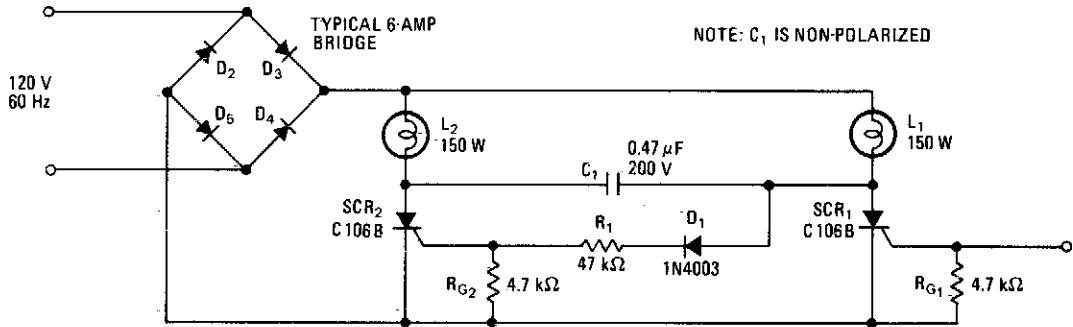 TYPICAL 6-AMP
BRIDGE
NOTE: C1 IS NON-POLARIZED
120 V
60 Hz
D2
D3
D5
D4
L2
150 W
L1
150 W
0.47 μF
200 V
C1
SCR2
C106B
R1
47 kΩ
D1
1N4003
SCR1
C106B
RG2
4.7 kΩ
RG1
4.7 kΩ